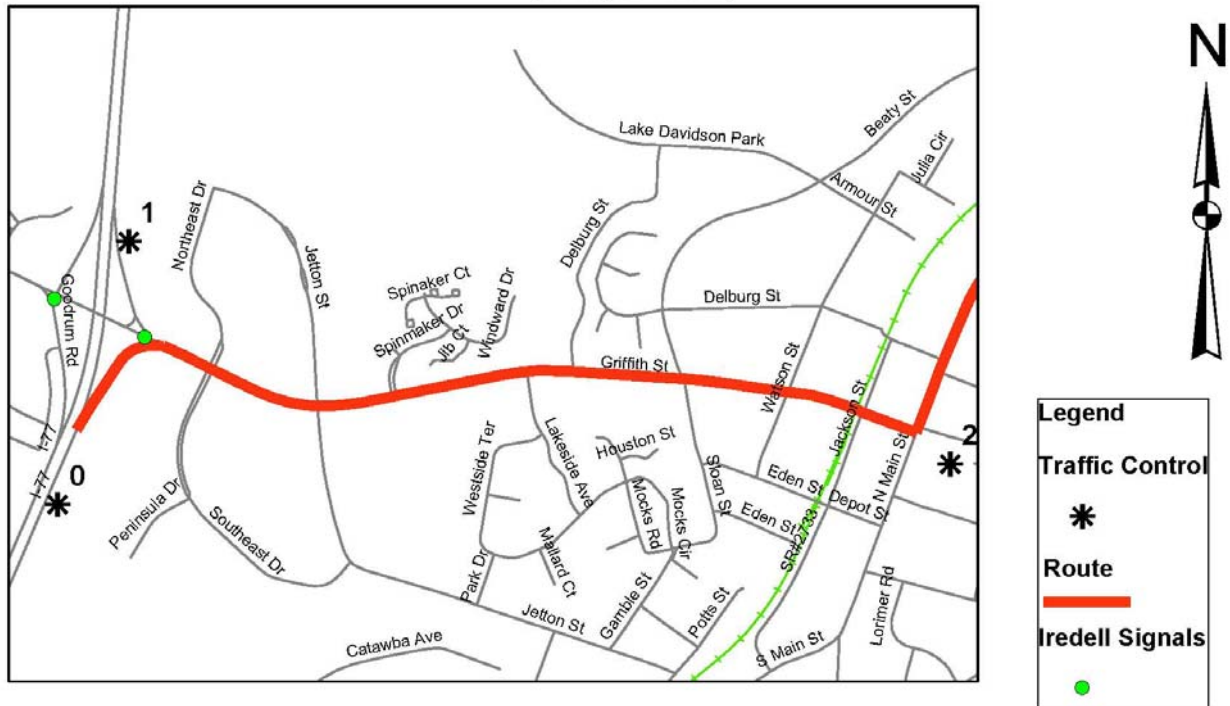 N
Lake Davidson Park
Beaty St
Julia Cir
Armour St
1
Northeast Dr
Delburg St
Jetton St
Goodrum Rd
Spinaker Ct
Spinmaker Dr
Jlb Ct
Windward Dr
Delburg St
Griffith St
Watson St
Jackson St
I-77
I-77
0
Westside Ter
Lakeside Ave
Houston St
Mocks Rd
Mocks Cir
Sloan St
Eden St
Depot St
N Main St
2
Eden St
SR#2733
Peninsula Dr
Southeast Dr
Park Dr
Mallard Ct
Gamble St
Potts St
Jetton St
Lorimer Rd
S Main St
Catawba Ave
Legend
Traffic Control
Route
Iredell Signals